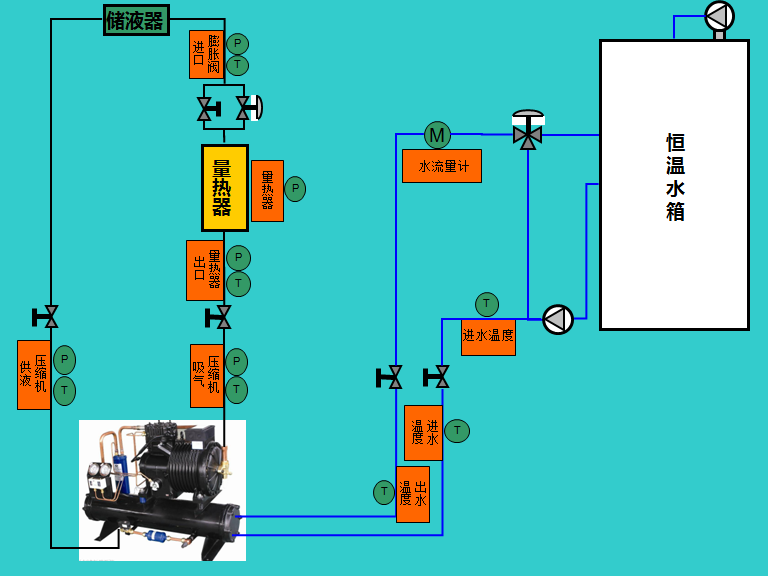 储液器
膨胀阀
进口
P
T
量热器
量热器
P
量热器
出口
P
T
压缩机
吸气
P
T
压缩机
供液
P
T
M
水流量计
恒温水箱
T
进水温度
进水
温度
T
出水
温度
T